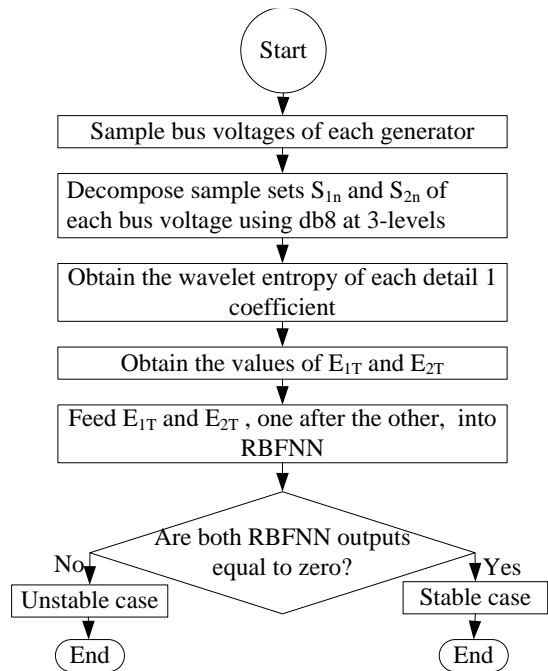 Start
Sample bus voltages of each generator
Decompose sample sets S1n and S2n of
each bus voltage using db8 at 3-levels
Obtain the wavelet entropy of each detail 1
coefficient
Obtain the values of E1T and E2T
Feed E1T and E2T , one after the other, into
RBFNN
Are both RBFNN outputs
equal to zero?
No
Yes
Unstable case
Stable case
End
End